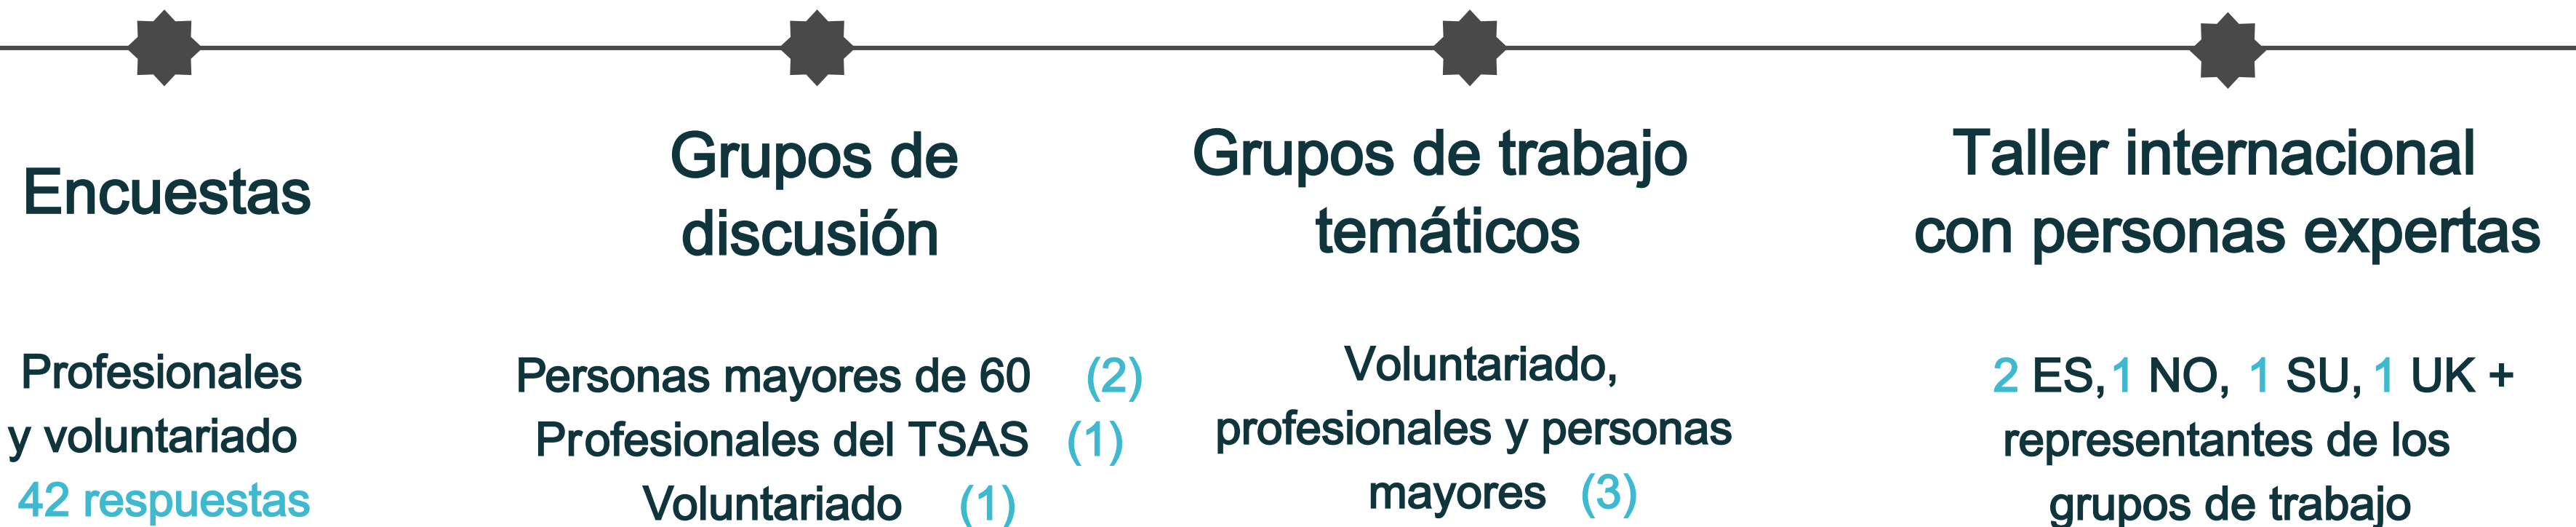 Encuestas
Profesionales
y voluntariado
42 respuestas
Grupos de
discusión
Personas mayores de 60 (2)
Profesionales del TSAS (1)
Voluntariado (1)
Grupos de trabajo
temáticos
Voluntariado,
profesionales y personas
mayores (3)
Taller internacional
con personas expertas
2 ES, 1 NO, 1 SU, 1 UK +
representantes de los
grupos de trabajo